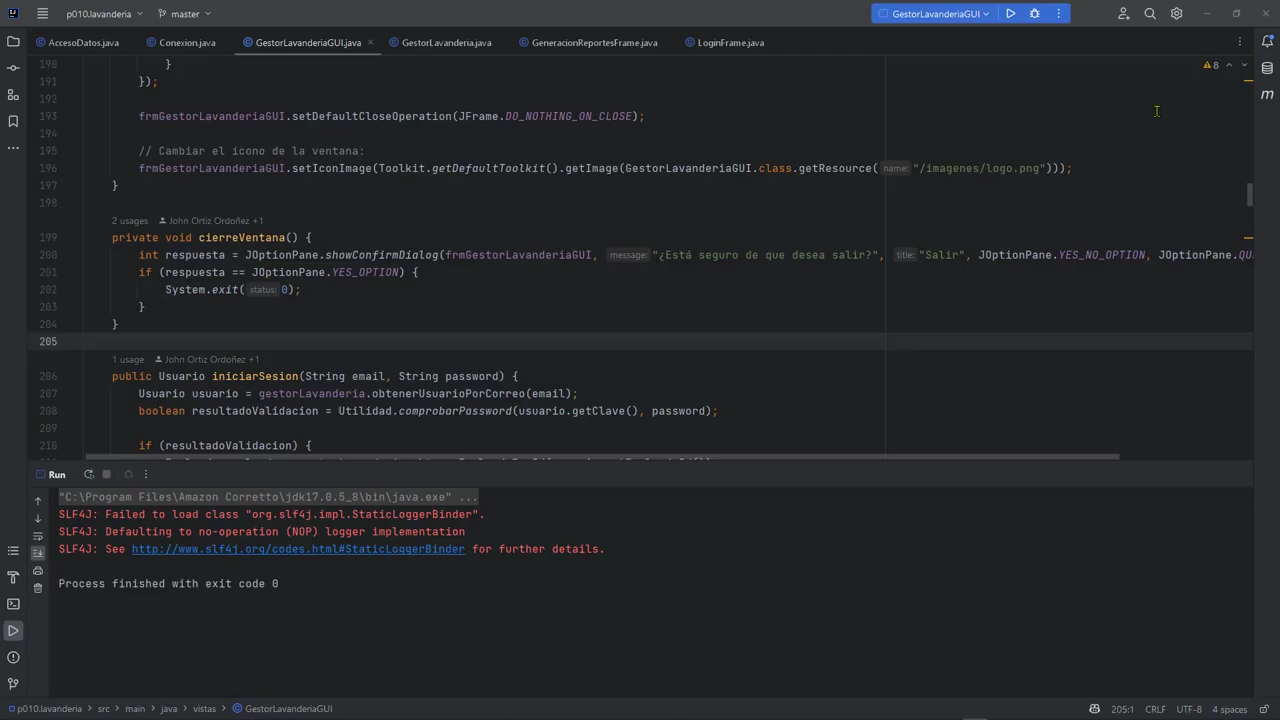 p010.lavanderia
master
GestorLavanderiaGUI
AccesoDatos.java
Conexion.java
GestorLavanderiaGUI.java
GestorLavanderia.java
GeneracionReportesFrame.java
LoginFrame.java
8
190 }
191 });
192
193 frmGestorLavanderiaGUI.setDefaultCloseOperation(JFrame.DO_NOTHING_ON_CLOSE);
194
195 // Cambiar el ícono de la ventana:
196 frmGestorLavanderiaGUI.setIconImage(Toolkit.getDefaultToolkit().getImage(GestorLavanderiaGUI.class.getResource( name: "/imagenes/logo.png")));
197 }
198
2 usages John Ortiz Ordoñez +1
199 private void cierreVentana() {
200 int respuesta = JOptionPane.showConfirmDialog(frmGestorLavanderiaGUI, message: "¿Está seguro de que desea salir?", title: "Salir", JOptionPane.YES_NO_OPTION, JOptionPane.QU
201 if (respuesta == JOptionPane.YES_OPTION) {
202 System.exit( status: 0);
203 }
204 }
205
1 usage John Ortiz Ordoñez +1
206 public Usuario iniciarSesion(String email, String password) {
207 Usuario usuario = gestorLavanderia.obtenerUsuarioPorCorreo(email);
208 boolean resultadoValidacion = Utilidad.comprobarPassword(usuario.getClave(), password);
209
210 if (resultadoValidacion) {
Run
"C:\Program Files\Amazon Corretto\jdk17.0.5_8\bin\java.exe" ...
SLF4J: Failed to load class "org.slf4j.impl.StaticLoggerBinder".
SLF4J: Defaulting to no-operation (NOP) logger implementation
SLF4J: See http://www.slf4j.org/codes.html#StaticLoggerBinder for further details.
Process finished with exit code 0
p010.lavanderia > src > main > java > vistas > GestorLavanderiaGUI
205:1 CRLF UTF-8 4 spaces